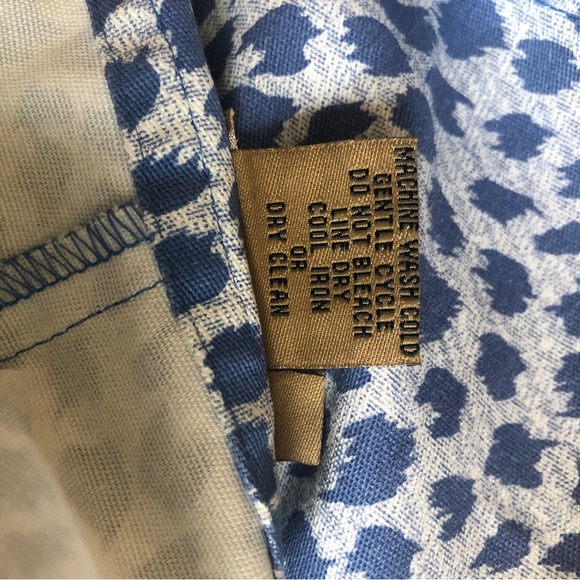 MACHINE WASH COLD
GENTLE CYCLE
DO NOT BLEACH
LINE DRY
COOL IRON
OR
DRY CLEAN